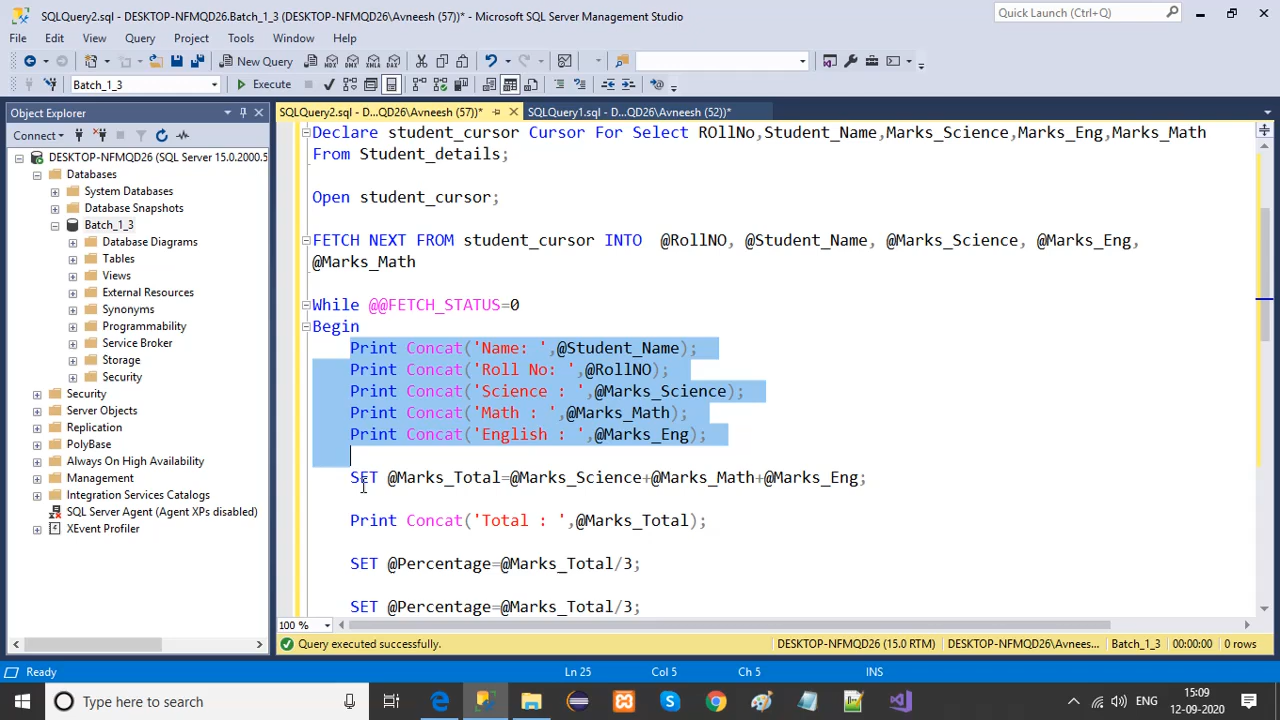 SQLQuery2.sql - DESKTOP-NFMQD26.Batch_1_3 (DESKTOP-NFMQD26\Avneesh (57))* - Microsoft SQL Server Management Studio
Quick Launch (Ctrl+Q)
File Edit View Query Project Tools Window Help
New Query
Batch_1_3 Execute
Object Explorer
SQLQuery2.sql - D...QD26\Avneesh (57))*
SQLQuery1.sql - D...QD26\Avneesh (52))*
Connect
DESKTOP-NFMQD26 (SQL Server 15.0.2000.5
Databases
System Databases
Database Snapshots
Batch_1_3
Database Diagrams
Tables
Views
External Resources
Synonyms
Programmability
Service Broker
Storage
Security
Security
Server Objects
Replication
PolyBase
Always On High Availability
Management
Integration Services Catalogs
SQL Server Agent (Agent XPs disabled)
XEvent Profiler
Declare student_cursor Cursor For Select ROllNo,Student_Name,Marks_Science,Marks_Eng,Marks_Math
From Student_details;
Open student_cursor;
FETCH NEXT FROM student_cursor INTO @RollNO, @Student_Name, @Marks_Science, @Marks_Eng,
@Marks_Math
While @@FETCH_STATUS=0
Begin
Print Concat('Name: ',@Student_Name);
Print Concat('Roll No: ',@RollNO);
Print Concat('Science : ',@Marks_Science);
Print Concat('Math : ',@Marks_Math);
Print Concat('English : ',@Marks_Eng);
SET @Marks_Total=@Marks_Science+@Marks_Math+@Marks_Eng;
Print Concat('Total : ',@Marks_Total);
SET @Percentage=@Marks_Total/3;
SET @Percentage=@Marks_Total/3;
100 %
Query executed successfully.
DESKTOP-NFMQD26 (15.0 RTM) DESKTOP-NFMQD26\Avnees... Batch_1_3 00:00:00 0 rows
Ready Ln 25 Col 5 Ch 5 INS
Type here to search
ENG
15:09
12-09-2020